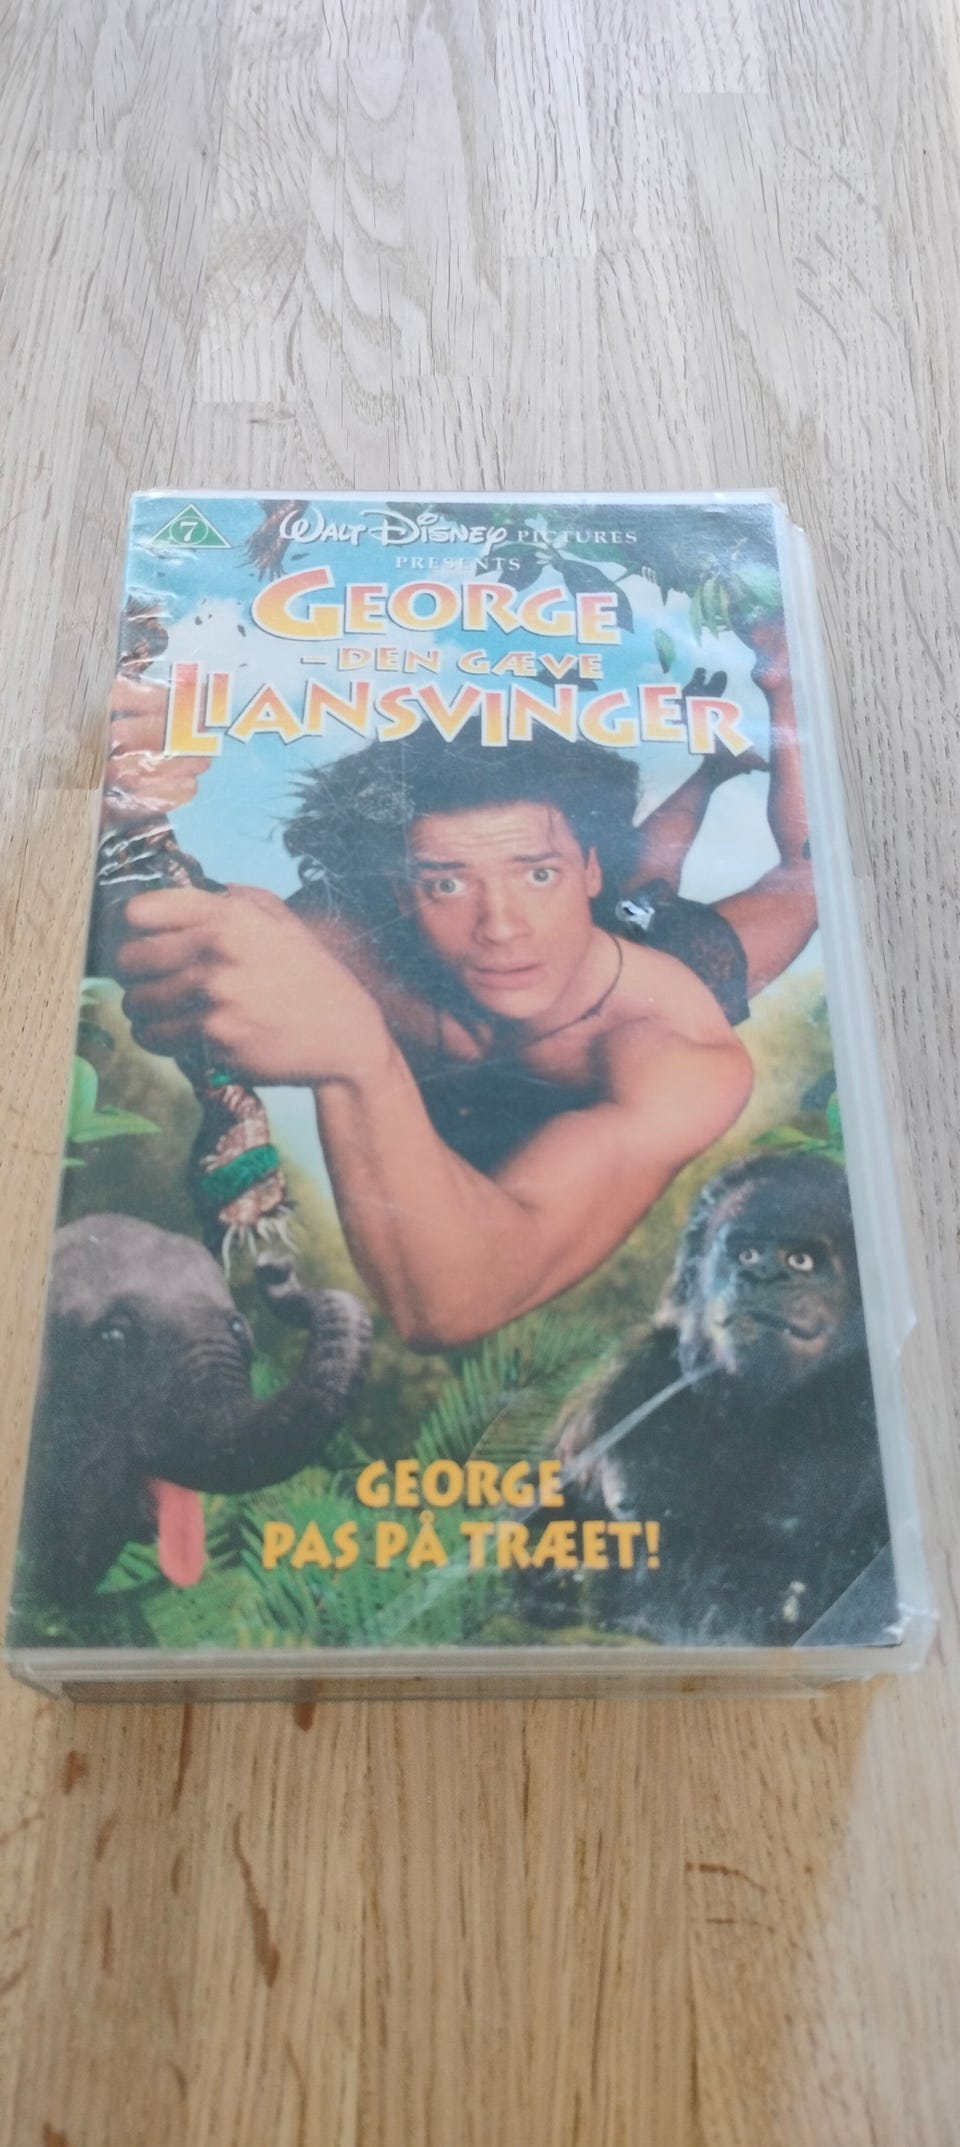 7
WALT DISNEY PICTURES
PRESENTS
GEORGE
– DEN GÆVE
LIANSVINGER
GEORGE
PAS PÅ TRÆET!